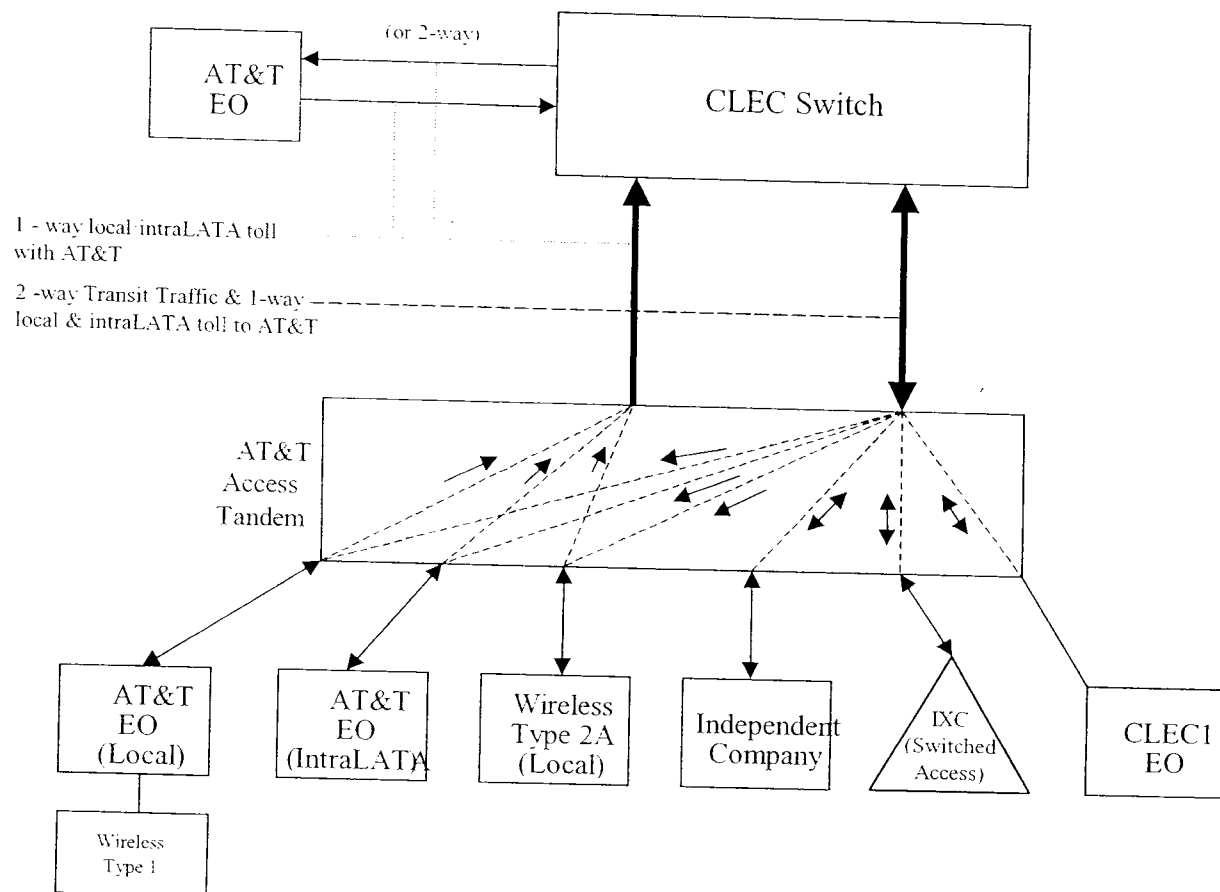 (or 2-way)
AT&T
EO
CLEC Switch
1 - way local intraLATA toll
with AT&T
2 -way Transit Traffic & 1-way
local & intraLATA toll to AT&T
AT&T
Access
Tandem
AT&T
EO
(Local)
AT&T
EO
(IntraLAT)A
Wireless
Type 2A
(Local)
Independent
Company
IXC
(Switched
Access)
CLEC1
EO
Wireless
Type 1